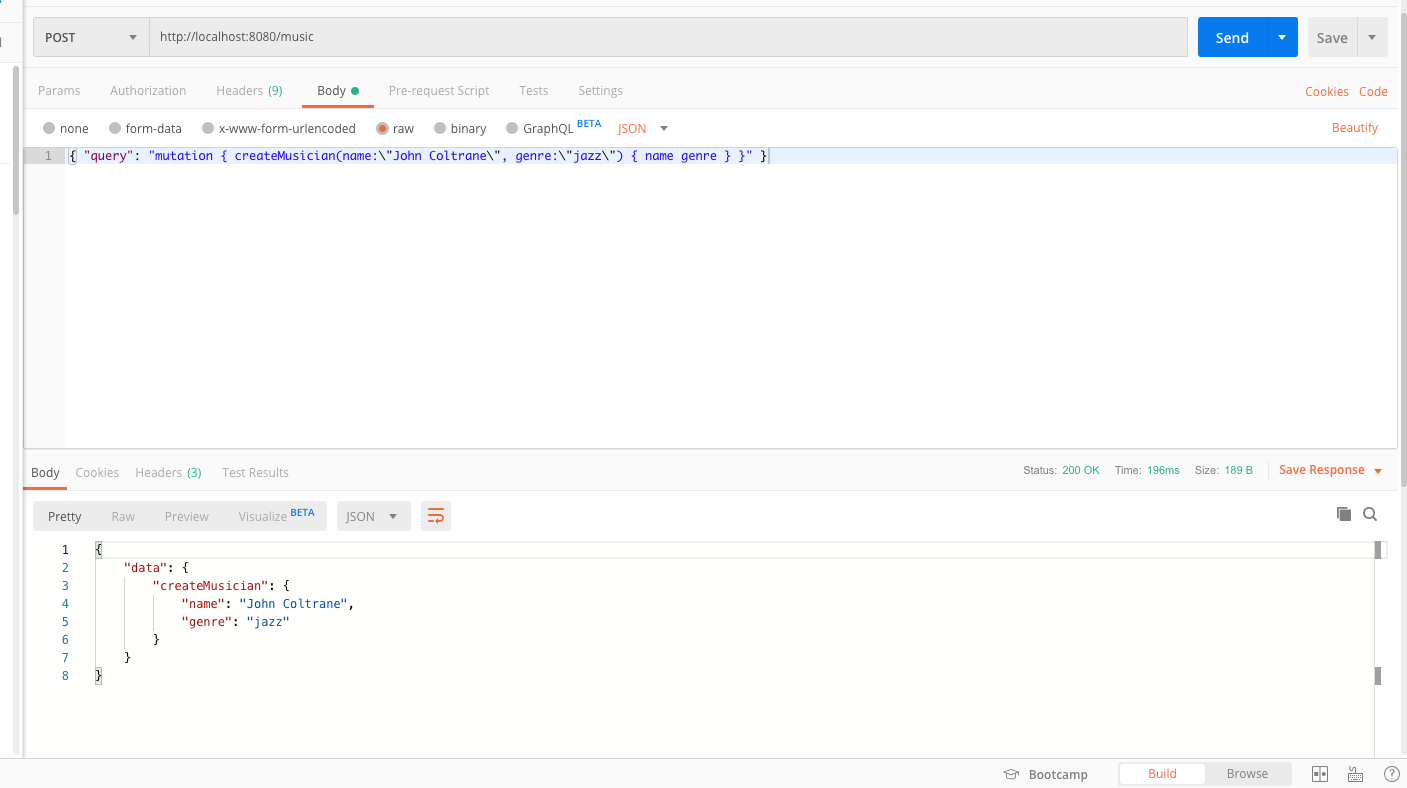 POST http://localhost:8080/music Send Save
Params Authorization Headers (9) Body Pre-request Script Tests Settings Cookies Code
none form-data x-www-form-urlencoded raw binary GraphQL BETA JSON Beautify
1 { "query": "mutation { createMusician(name:\"John Coltrane\", genre:\"jazz\") { name genre } }" }
Body Cookies Headers (3) Test Results Status: 200 OK Time: 196ms Size: 189 B Save Response
Pretty Raw Preview Visualize BETA JSON
1 {
2 "data": {
3 "createMusician": {
4 "name": "John Coltrane",
5 "genre": "jazz"
6 }
7 }
8 }
Bootcamp Build Browse